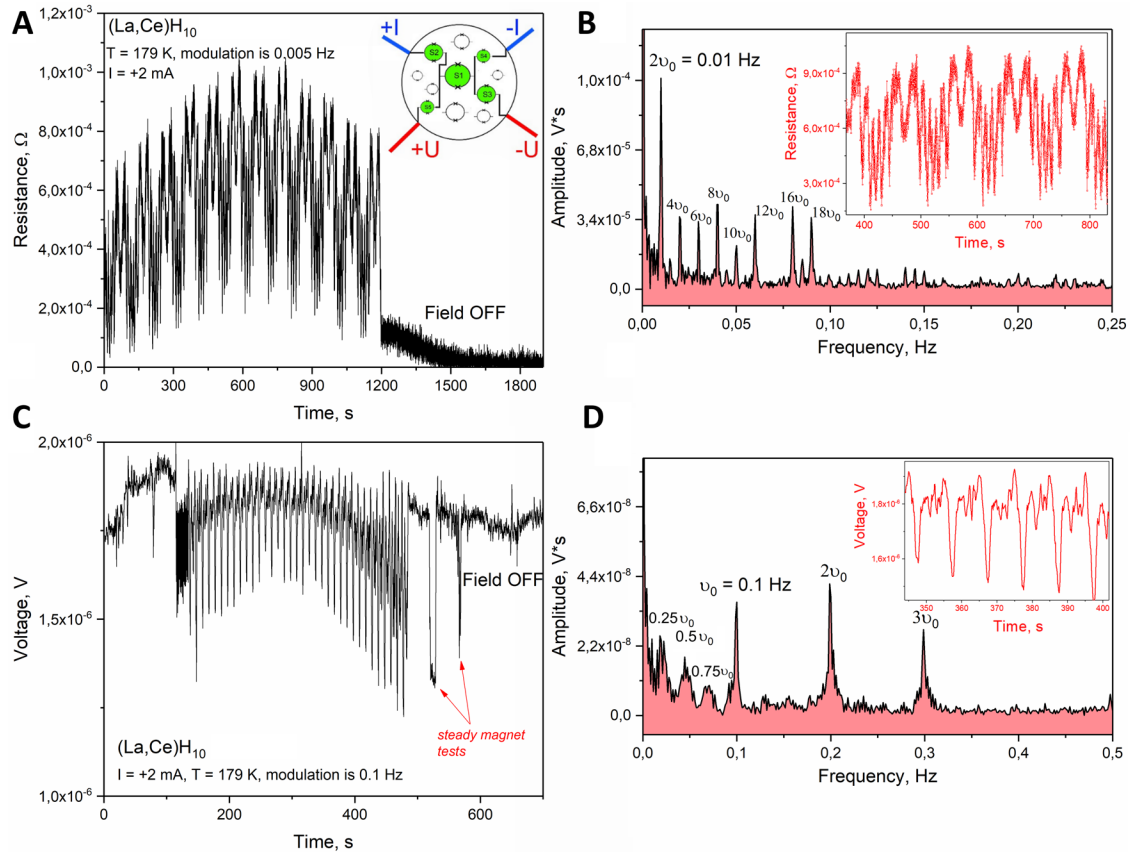 A
(La,Ce)H₁₀
T = 179 K, modulation is 0.005 Hz
I = +2 mA
+I
-I
S2
S4
S1
S3
S5
+U
-U
Field OFF
1,2x10⁻³
1,0x10⁻³
8,0x10⁻⁴
6,0x10⁻⁴
4,0x10⁻⁴
2,0x10⁻⁴
0,0
Resistance, Ω
0 300 600 900 1200 1500 1800
Time, s
B
2υ₀ = 0.01 Hz
4υ₀
6υ₀
8υ₀
10υ₀
12υ₀
16υ₀
18υ₀
1,0x10⁻⁴
6,8x10⁻⁵
3,4x10⁻⁵
0,0
Amplitude, V*s
0,00 0,05 0,10 0,15 0,20 0,25
Frequency, Hz
9,0x10⁻⁴
6,0x10⁻⁴
3,0x10⁻⁴
Resistance, Ω
400 500 600 700 800
Time, s
C
2,0x10⁻⁶
1,5x10⁻⁶
1,0x10⁻⁶
Voltage, V
Field OFF
steady magnet
tests
(La,Ce)H₁₀
I = +2 mA, T = 179 K, modulation is 0.1 Hz
0 200 400 600
Time, s
D
0.25υ₀
0.5υ₀
0.75υ₀
υ₀ = 0.1 Hz
2υ₀
3υ₀
6,6x10⁻⁸
4,4x10⁻⁸
2,2x10⁻⁸
0,0
Amplitude, V*s
0,0 0,1 0,2 0,3 0,4 0,5
Frequency, Hz
1,8x10⁻⁶
1,6x10⁻⁶
Voltage, V
350 360 370 380 390 400
Time, s